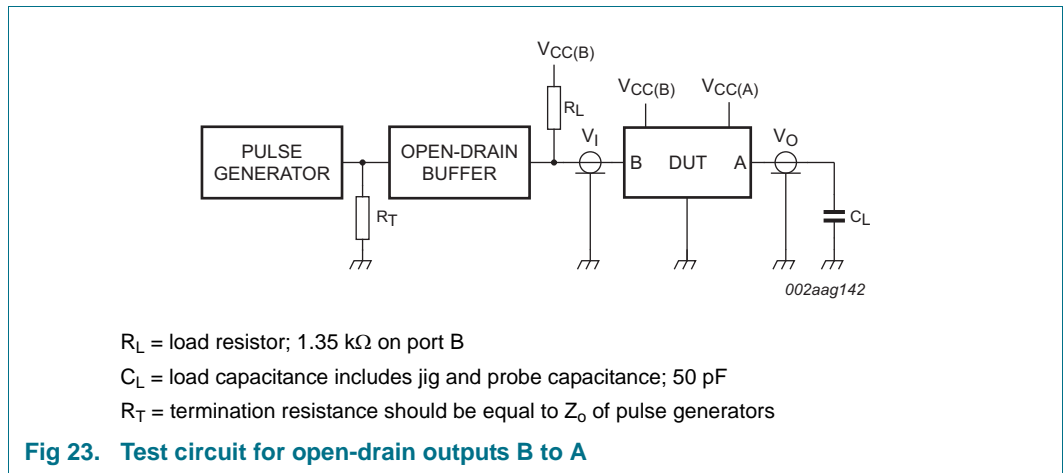 VCC(B)
RL
VCC(B)
VCC(A)
PULSE
GENERATOR
OPEN-DRAIN
BUFFER
VI
B DUT A
VO
RT
CL
002aag142
RL = load resistor; 1.35 kΩ on port B
CL = load capacitance includes jig and probe capacitance; 50 pF
RT = termination resistance should be equal to Zo of pulse generators
Fig 23. Test circuit for open-drain outputs B to A